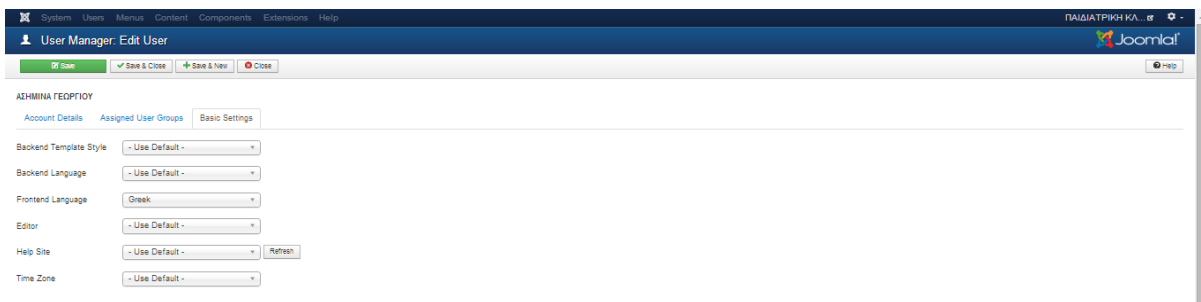 System Users Menus Content Components Extensions Help ΠΑΙΔΙΑΤΡΙΚΗ ΚΛ...
User Manager: Edit User Joomla!
Save Save & Close Save & New Close Help
ΑΣΗΜΙΝΑ ΓΕΩΡΓΙΟΥ
Account Details Assigned User Groups Basic Settings
Backend Template Style - Use Default -
Backend Language - Use Default -
Frontend Language Greek
Editor - Use Default -
Help Site - Use Default - Refresh
Time Zone - Use Default -